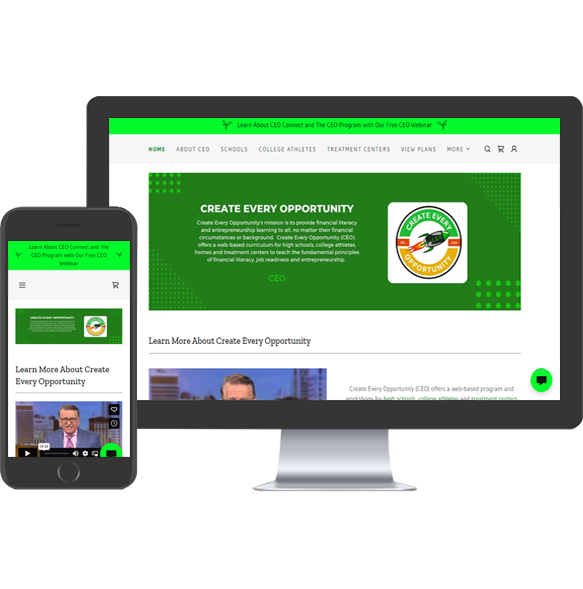 Learn About CEO Connect and The CEO Program with Our Free CEO Webinar
HOME ABOUT CEO SCHOOLS COLLEGE ATHLETES TREATMENT CENTERS VIEW PLANS MORE
CREATE EVERY OPPORTUNITY
Create Every Opportunity's mission is to provide financial literacy
and entrepreneurship learning to all, no matter their financial
circumstances or background. Create Every Opportunity (CEO)
offers a web-based curriculum for high schools, college athletes,
homes and treatment centers to teach the fundamental principles
of financial literacy, job readiness and entrepreneurship.
CEO
CREATE EVERY
OPPORTUNITY
Learn More About Create Every Opportunity
Create Every Opportunity (CEO) offers a web-based program and
workshops for high schools, college athletes and treatment centers
Learn About CEO Connect and The
CEO Program with Our Free CEO
Webinar
CREATE EVERY OPPORTUNITY
Learn More About Create
Every Opportunity